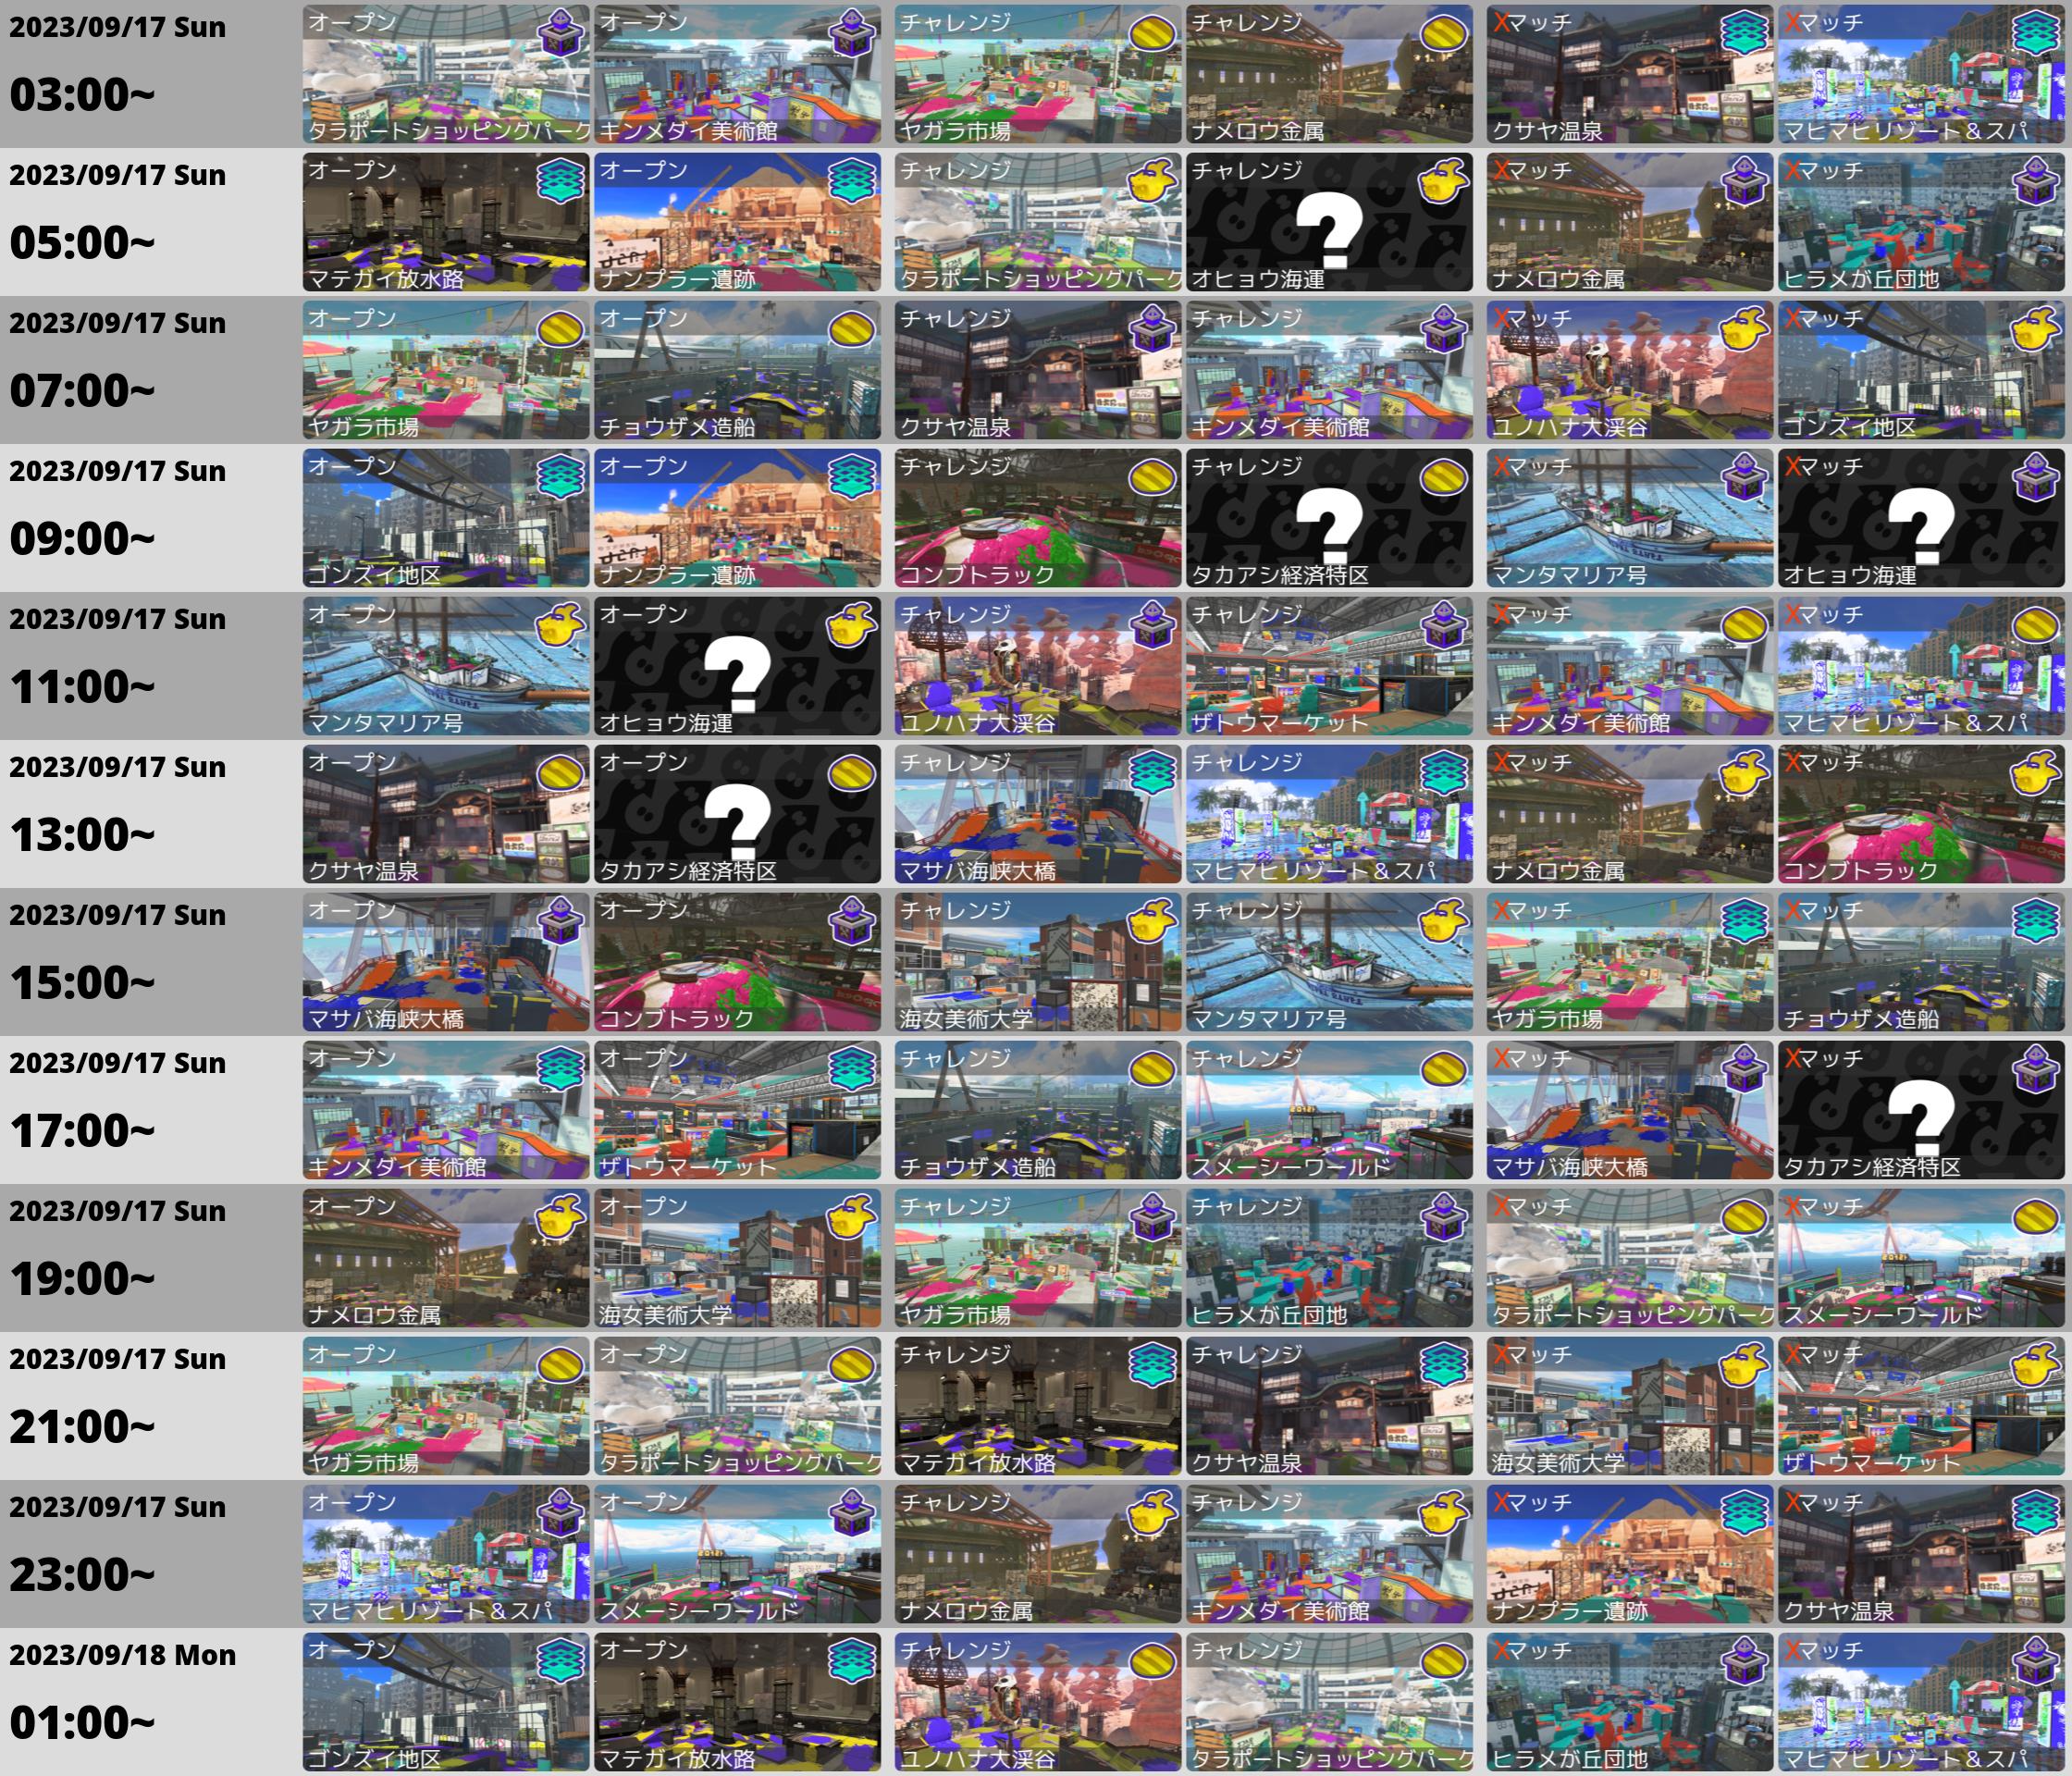 2023/09/17 Sun
03:00~
オープン
タラポートショッピングパーク
オープン
キンメダイ美術館
チャレンジ
ヤガラ市場
チャレンジ
ナメロウ金属
Xマッチ
クサヤ温泉
Xマッチ
マヒマヒリゾート＆スパ
2023/09/17 Sun
05:00~
オープン
マテガイ放水路
オープン
ナンプラー遺跡
チャレンジ
タラポートショッピングパーク
チャレンジ
?
オヒョウ海運
Xマッチ
ナメロウ金属
Xマッチ
ヒラメが丘団地
2023/09/17 Sun
07:00~
オープン
ヤガラ市場
オープン
チョウザメ造船
チャレンジ
クサヤ温泉
チャレンジ
キンメダイ美術館
Xマッチ
ユノハナ大渓谷
Xマッチ
ゴンズイ地区
2023/09/17 Sun
09:00~
オープン
ゴンズイ地区
オープン
ナンプラー遺跡
チャレンジ
コンブトラック
チャレンジ
?
タカアシ経済特区
Xマッチ
マンタマリア号
Xマッチ
?
オヒョウ海運
2023/09/17 Sun
11:00~
オープン
マンタマリア号
オープン
?
オヒョウ海運
チャレンジ
ユノハナ大渓谷
チャレンジ
ザトウマーケット
Xマッチ
キンメダイ美術館
Xマッチ
マヒマヒリゾート＆スパ
2023/09/17 Sun
13:00~
オープン
クサヤ温泉
オープン
?
タカアシ経済特区
チャレンジ
マサバ海峡大橋
チャレンジ
マヒマヒリゾート＆スパ
Xマッチ
ナメロウ金属
Xマッチ
コンブトラック
2023/09/17 Sun
15:00~
オープン
マサバ海峡大橋
オープン
コンブトラック
チャレンジ
海女美術大学
チャレンジ
マンタマリア号
Xマッチ
ヤガラ市場
Xマッチ
チョウザメ造船
2023/09/17 Sun
17:00~
オープン
キンメダイ美術館
オープン
ザトウマーケット
チャレンジ
チョウザメ造船
チャレンジ
スメーシーワールド
Xマッチ
マサバ海峡大橋
Xマッチ
?
タカアシ経済特区
2023/09/17 Sun
19:00~
オープン
ナメロウ金属
オープン
海女美術大学
チャレンジ
ヤガラ市場
チャレンジ
ヒラメが丘団地
Xマッチ
タラポートショッピングパーク
Xマッチ
スメーシーワールド
2023/09/17 Sun
21:00~
オープン
ヤガラ市場
オープン
タラポートショッピングパーク
チャレンジ
マテガイ放水路
チャレンジ
クサヤ温泉
Xマッチ
海女美術大学
Xマッチ
ザトウマーケット
2023/09/17 Sun
23:00~
オープン
マヒマヒリゾート＆スパ
オープン
スメーシーワールド
チャレンジ
ナメロウ金属
チャレンジ
キンメダイ美術館
Xマッチ
ナンプラー遺跡
Xマッチ
クサヤ温泉
2023/09/18 Mon
01:00~
オープン
ゴンズイ地区
オープン
マテガイ放水路
チャレンジ
ユノハナ大渓谷
チャレンジ
タラポートショッピングパーク
Xマッチ
ヒラメが丘団地
Xマッチ
マヒマヒリゾート＆スパ